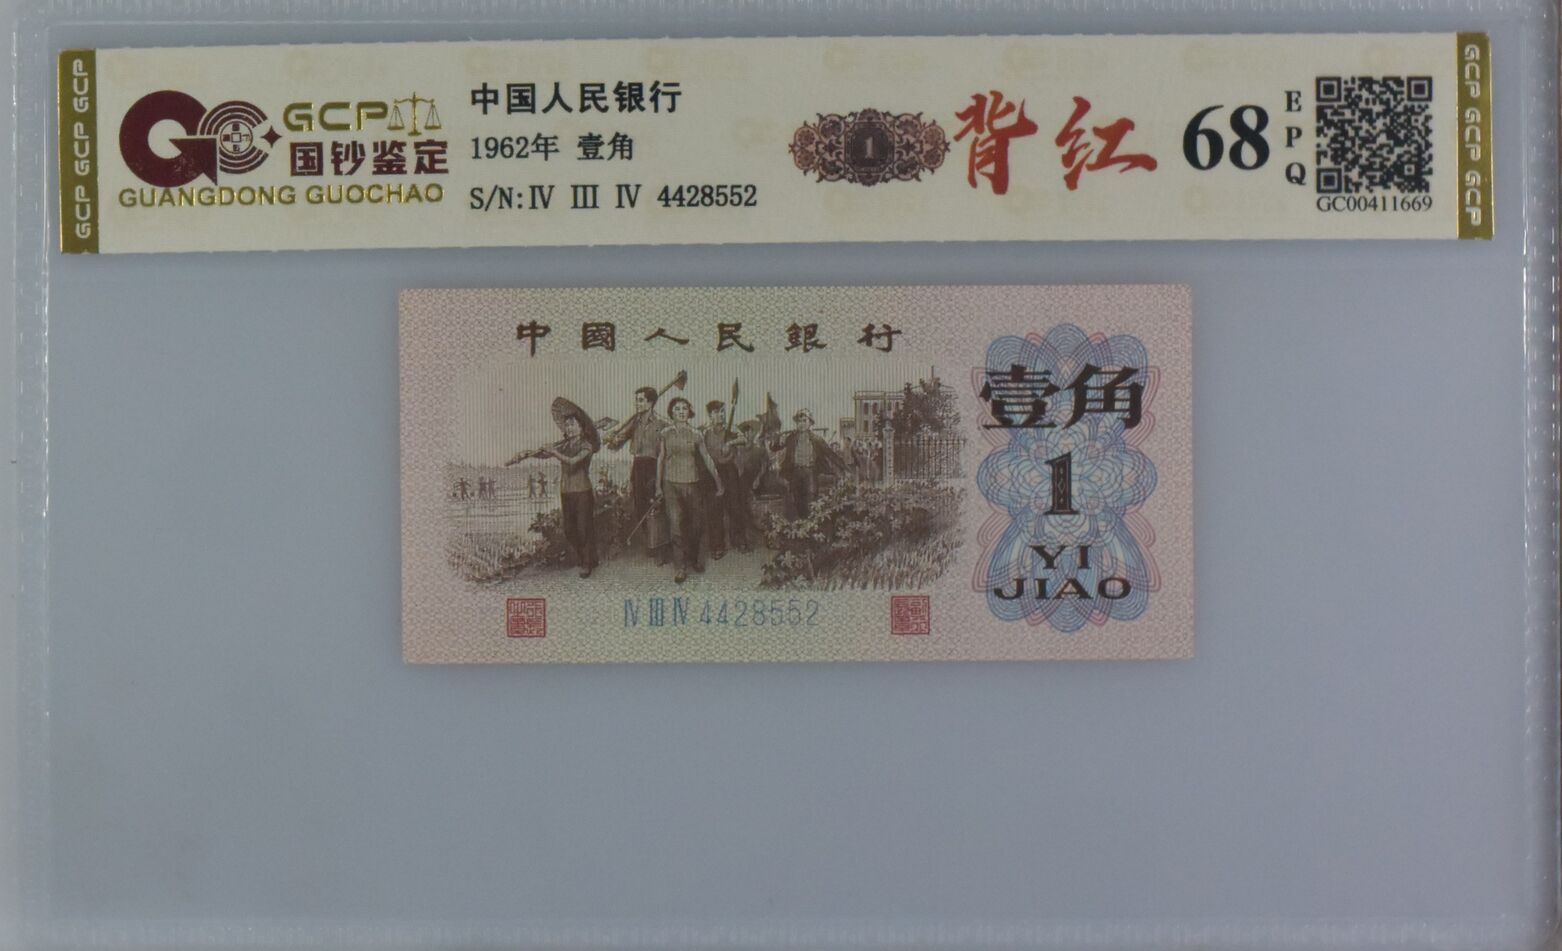 GCP GCP GCP
GCP
国钞鉴定
GUANGDONG GUOCHAO
中国人民银行
1962年 壹角
S/N: Ⅳ Ⅲ Ⅳ 4428552
1
背红
68
EPQ
GC00411669
GCP GCP GCP
中國人民銀行
壹角
1
YI
JIAO
Ⅳ Ⅲ Ⅳ 4428552